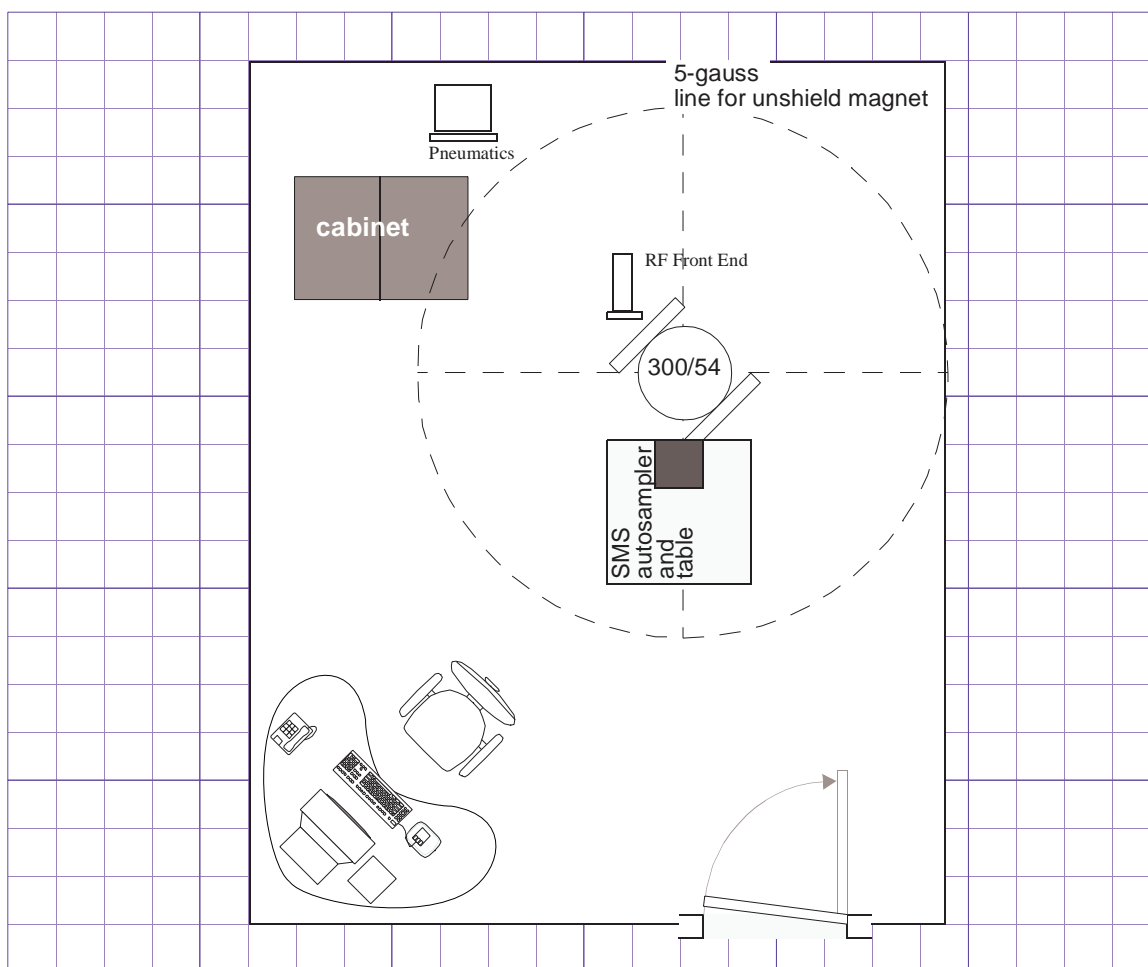 5-gauss
line for unshield magnet
Pneumatics
cabinet
RF Front End
300/54
SMS
autosampler
and
table